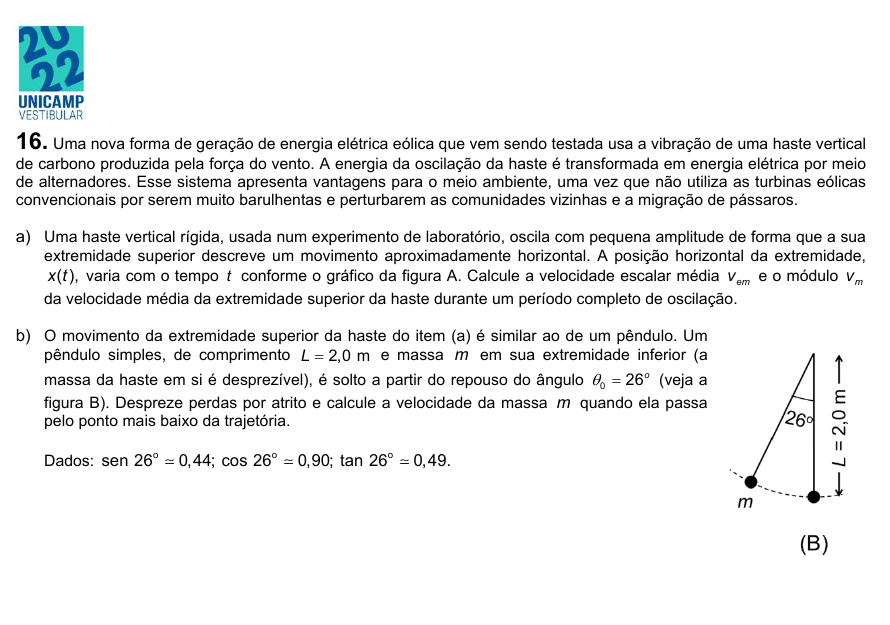 20
22
UNICAMP
VESTIBULAR
16. Uma nova forma de geração de energia elétrica eólica que vem sendo testada usa a vibração de uma haste vertical
de carbono produzida pela força do vento. A energia da oscilação da haste é transformada em energia elétrica por meio
de alternadores. Esse sistema apresenta vantagens para o meio ambiente, uma vez que não utiliza as turbinas eólicas
convencionais por serem muito barulhentas e perturbarem as comunidades vizinhas e a migração de pássaros.
a) Uma haste vertical rígida, usada num experimento de laboratório, oscila com pequena amplitude de forma que a sua
extremidade superior descreve um movimento aproximadamente horizontal. A posição horizontal da extremidade,
x(t), varia com o tempo t conforme o gráfico da figura A. Calcule a velocidade escalar média v_em e o módulo v_m
da velocidade média da extremidade superior da haste durante um período completo de oscilação.
b) O movimento da extremidade superior da haste do item (a) é similar ao de um pêndulo. Um
pêndulo simples, de comprimento L = 2,0 m e massa m em sua extremidade inferior (a
massa da haste em si é desprezível), é solto a partir do repouso do ângulo θ₀ = 26° (veja a
figura B). Despreze perdas por atrito e calcule a velocidade da massa m quando ela passa
pelo ponto mais baixo da trajetória.
Dados: sen 26° ≃ 0,44; cos 26° ≃ 0,90; tan 26° ≃ 0,49.
26º
L = 2,0 m
m
(B)